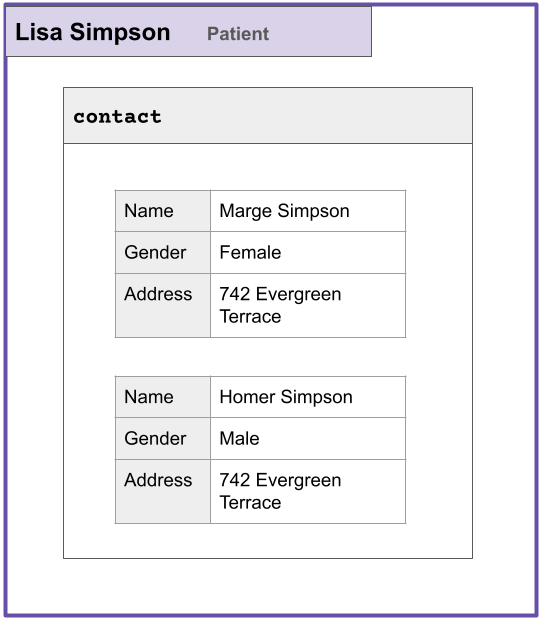 Lisa Simpson Patient
contact
Name Marge Simpson
Gender Female
Address 742 Evergreen
Terrace
Name Homer Simpson
Gender Male
Address 742 Evergreen
Terrace